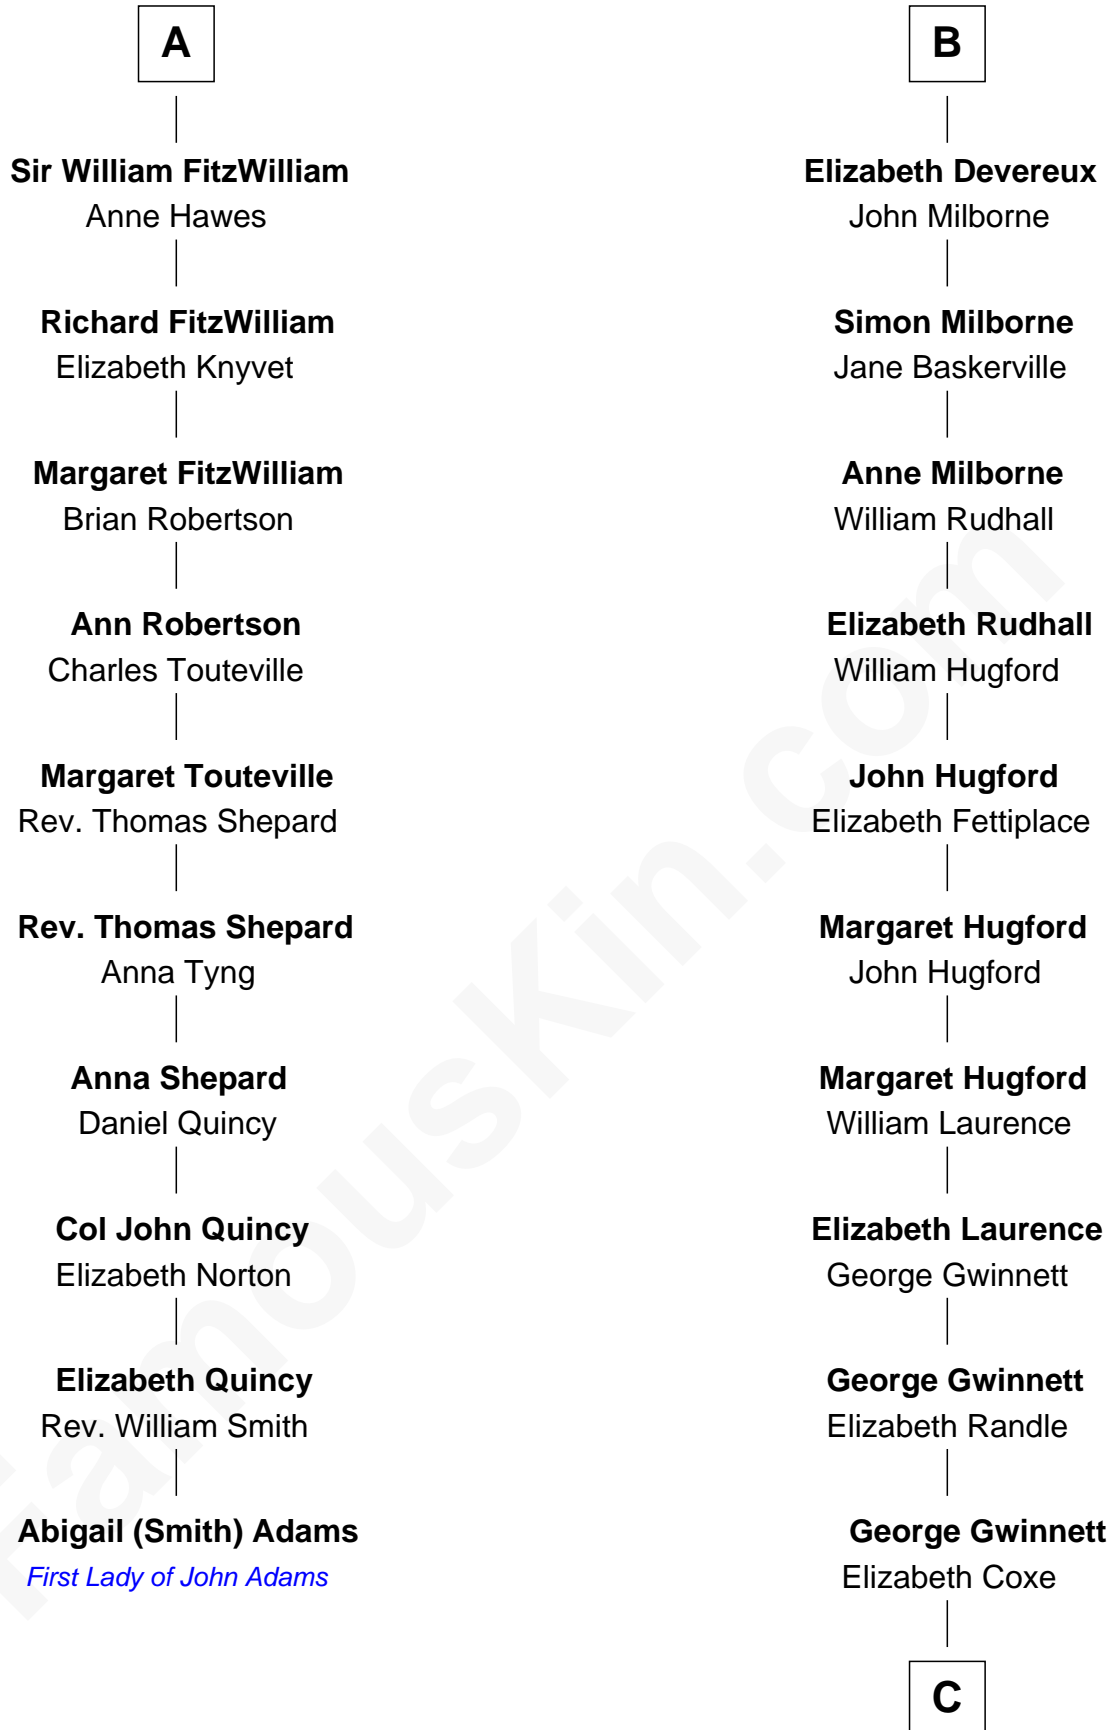 A
Sir William FitzWilliam
Anne Hawes
Richard FitzWilliam
Elizabeth Knyvet
Margaret FitzWilliam
Brian Robertson
Ann Robertson
Charles Touteville
Margaret Touteville
Rev. Thomas Shepard
Rev. Thomas Shepard
Anna Tyng
Anna Shepard
Daniel Quincy
Col John Quincy
Elizabeth Norton
Elizabeth Quincy
Rev. William Smith
Abigail (Smith) Adams
First Lady of John Adams
B
Elizabeth Devereux
John Milborne
Simon Milborne
Jane Baskerville
Anne Milborne
William Rudhall
Elizabeth Rudhall
William Hugford
John Hugford
Elizabeth Fettiplace
Margaret Hugford
John Hugford
Margaret Hugford
William Laurence
Elizabeth Laurence
George Gwinnett
George Gwinnett
Elizabeth Randle
George Gwinnett
Elizabeth Coxe
C
FamousKin.com